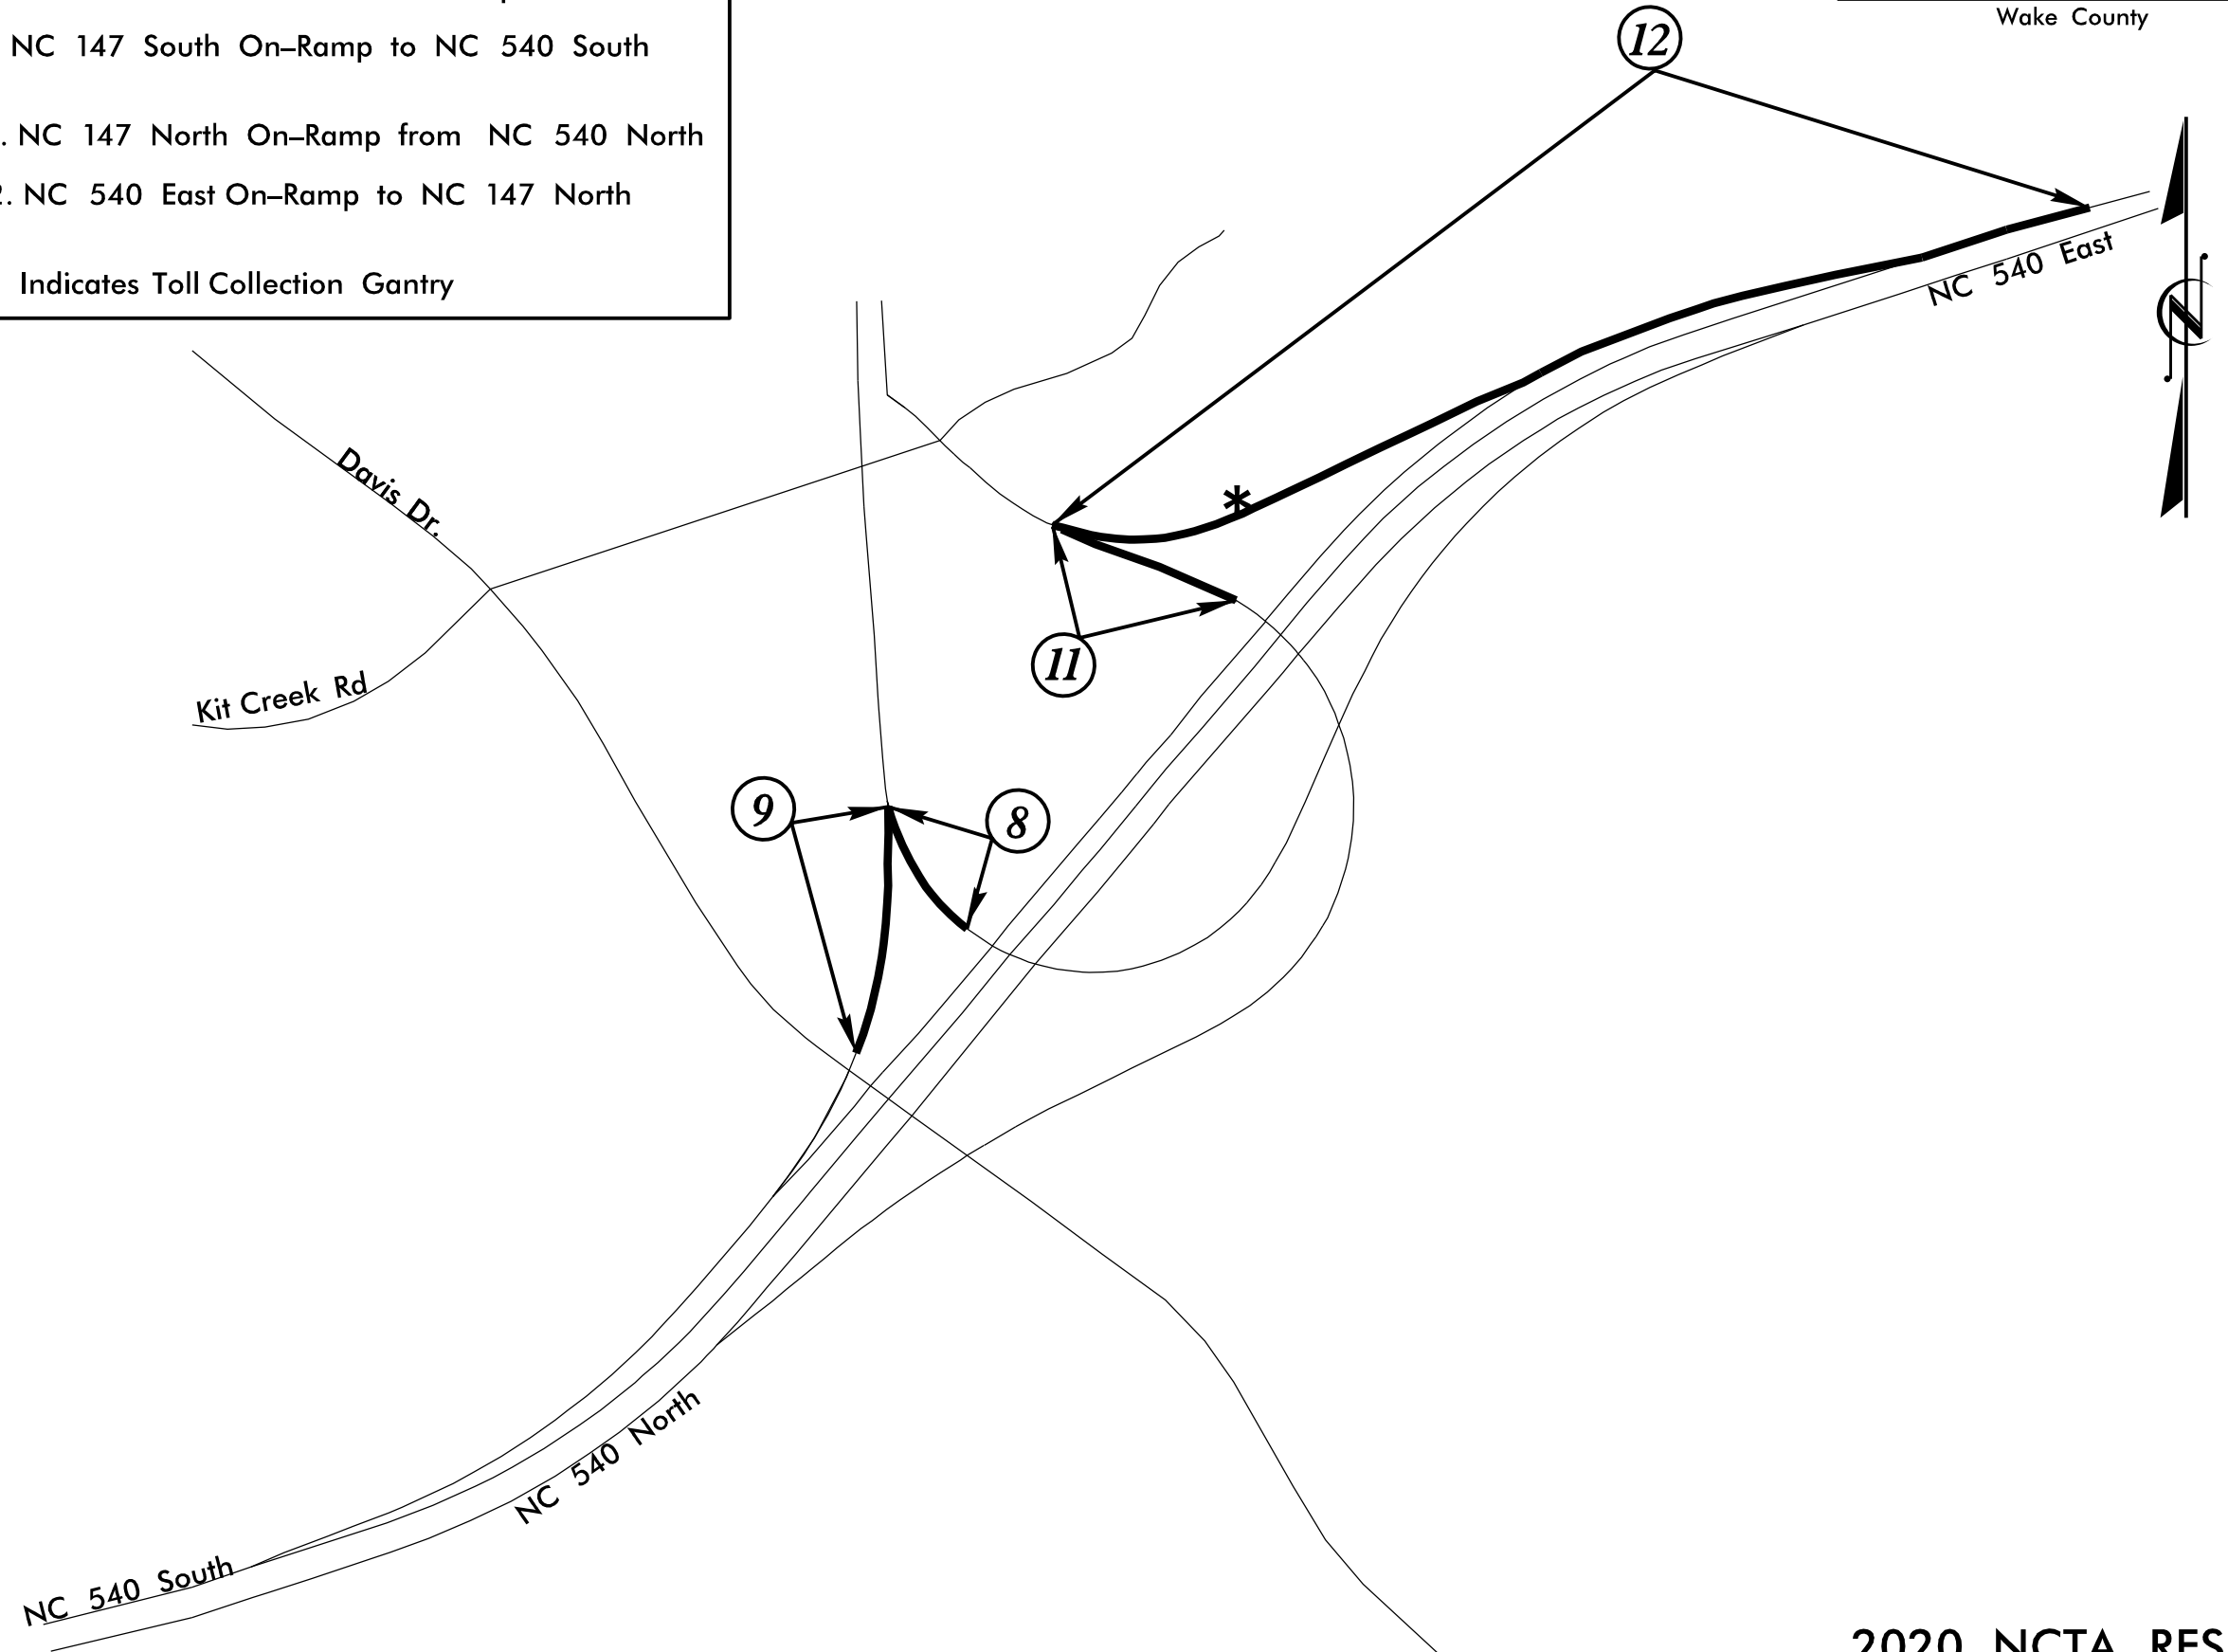 NC 147 South On–Ramp to NC 540 South
. NC 147 North On–Ramp from NC 540 North
. NC 540 East On–Ramp to NC 147 North
Indicates Toll Collection Gantry
Wake County
12
NC 540 East
N
Davis Dr.
*
11
Kit Creek Rd
9
8
NC 540 North
NC 540 South
2020 NCTA RES